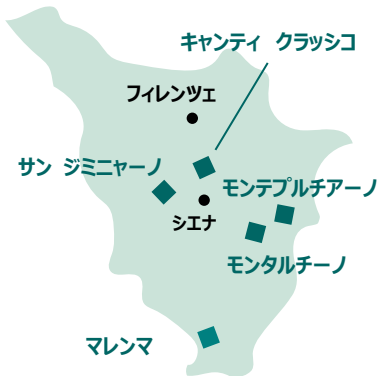 キャンティ クラッシコ
フィレンツェ
サン ジミニャーノ
モンテプルチアーノ
シエナ
モンタルチーノ
マレンマ